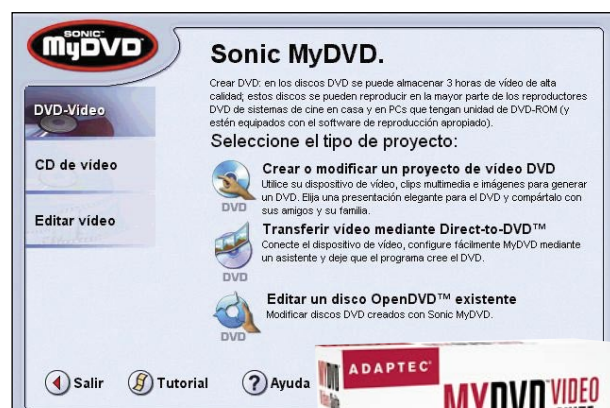 SONIC
MyDVD
Sonic MyDVD.
Crear DVD: en los discos DVD se puede almacenar 3 horas de vídeo de alta
calidad; estos discos se pueden reproducir en la mayor parte de los reproductores
DVD de sistemas de cine en casa y en PCs que tengan unidad de DVD-ROM (y
estén equipados con el software de reproducción apropiado).
Seleccione el tipo de proyecto:
DVD-Video
CD de vídeo
Editar vídeo
Crear o modificar un proyecto de vídeo DVD
Utilice su dispositivo de vídeo, clips multimedia e imágenes para generar
un DVD. Elija una presentación elegante para el DVD y compártalo con
sus amigos y su familia.
DVD
Transferir vídeo mediante Direct-to-DVD™
Conecte el dispositivo de vídeo, configure fácilmente MyDVD mediante
un asistente y deje que el programa cree el DVD.
DVD
Editar un disco OpenDVD™ existente
Modificar discos DVD creados con Sonic MyDVD.
DVD
Salir
Tutorial
Ayuda
ADAPTEC
MYDVD VIDEO